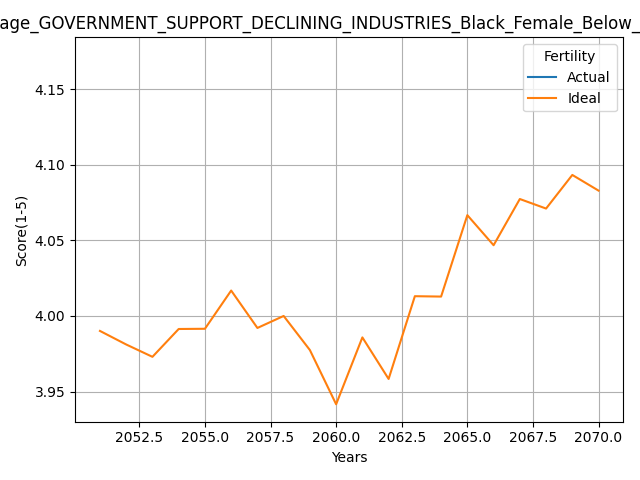 age_GOVERNMENT_SUPPORT_DECLINING_INDUSTRIES_Black_Female_Below_
Fertility
Actual
Ideal
4.15
4.10
4.05
4.00
3.95
Score(1-5)
2052.5 2055.0 2057.5 2060.0 2062.5 2065.0 2067.5 2070.0
Years